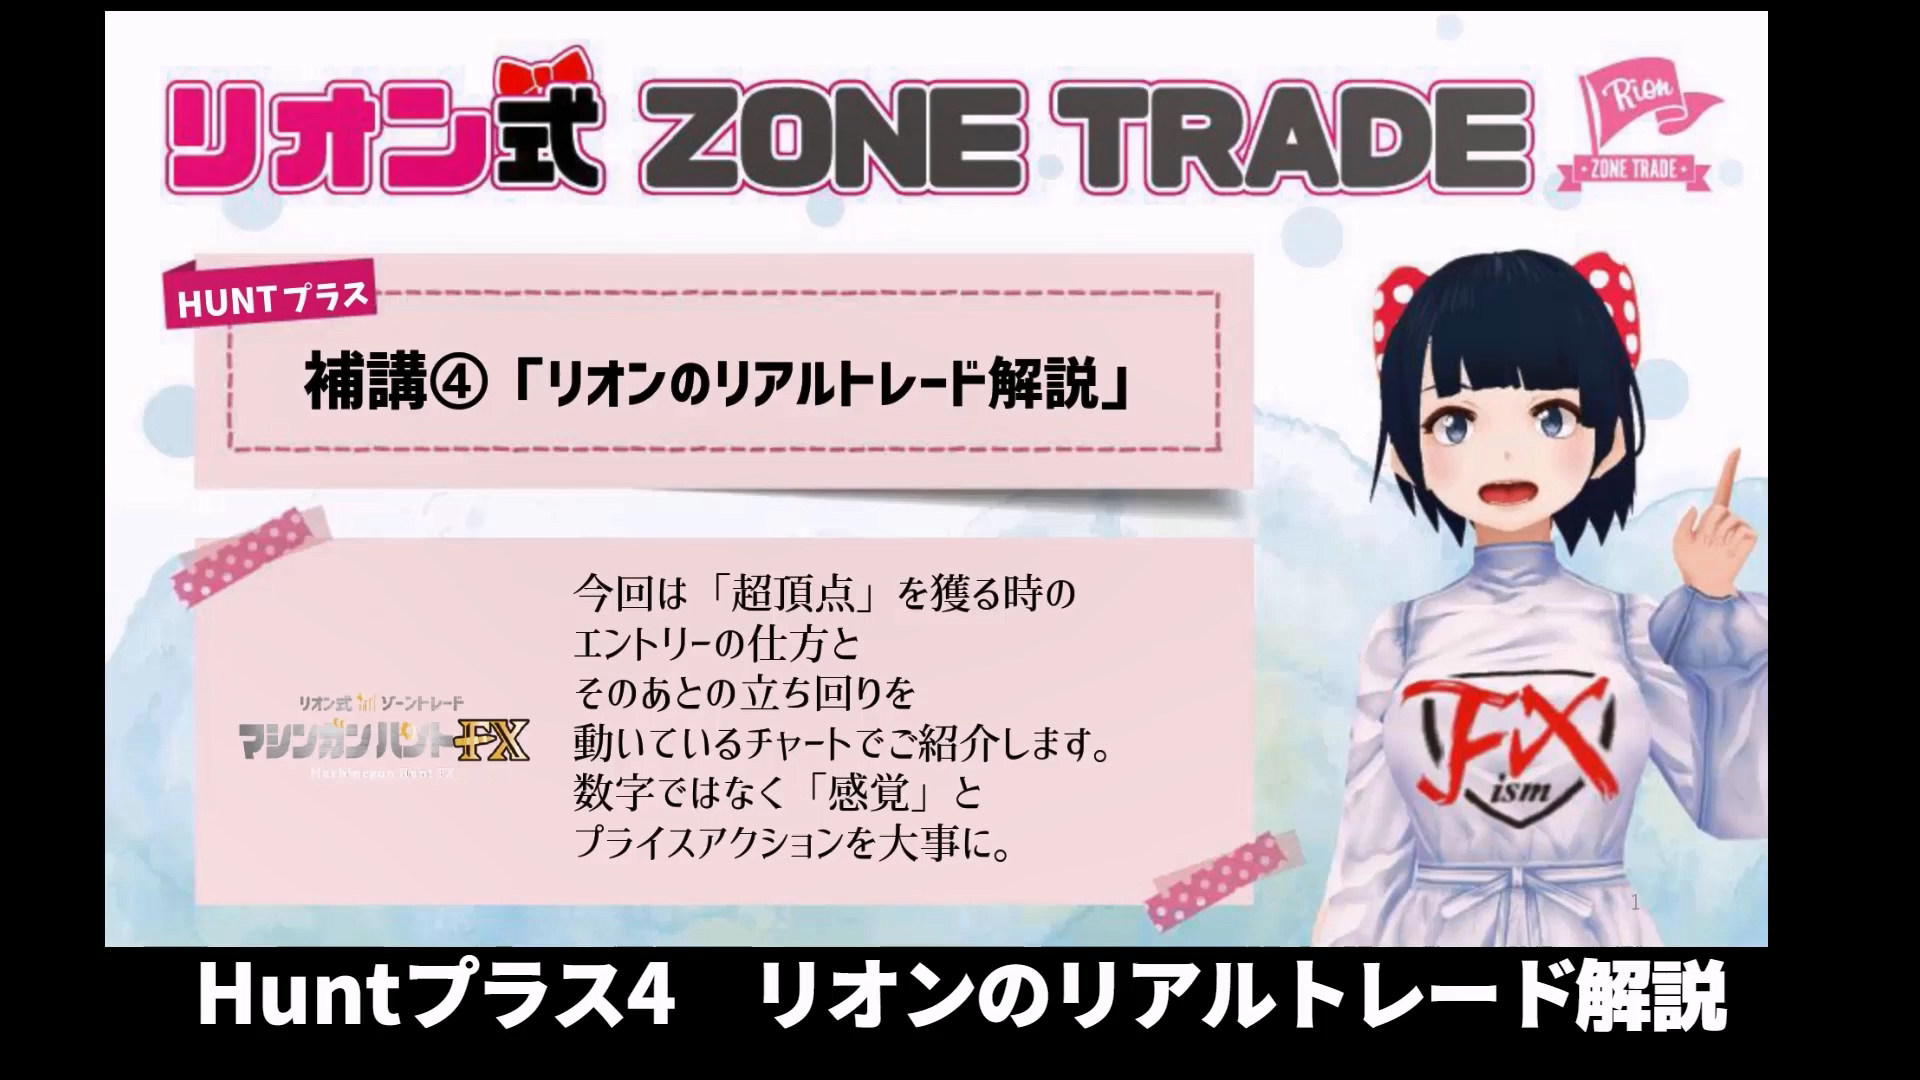 リオン式 ZONE TRADE
Rion
ZONE TRADE
HUNTプラス
補講④「リオンのリアルトレード解説」
今回は「超頂点」を獲る時の
エントリーの仕方と
そのあとの立ち回りを
動いているチャートでご紹介します。
数字ではなく「感覚」と
プライスアクションを大事に。
リオン式 ゾーントレード
マシンガンハントFX
Machinegun Hunt FX
FX
ism
1
Huntプラス4　リオンのリアルトレード解説